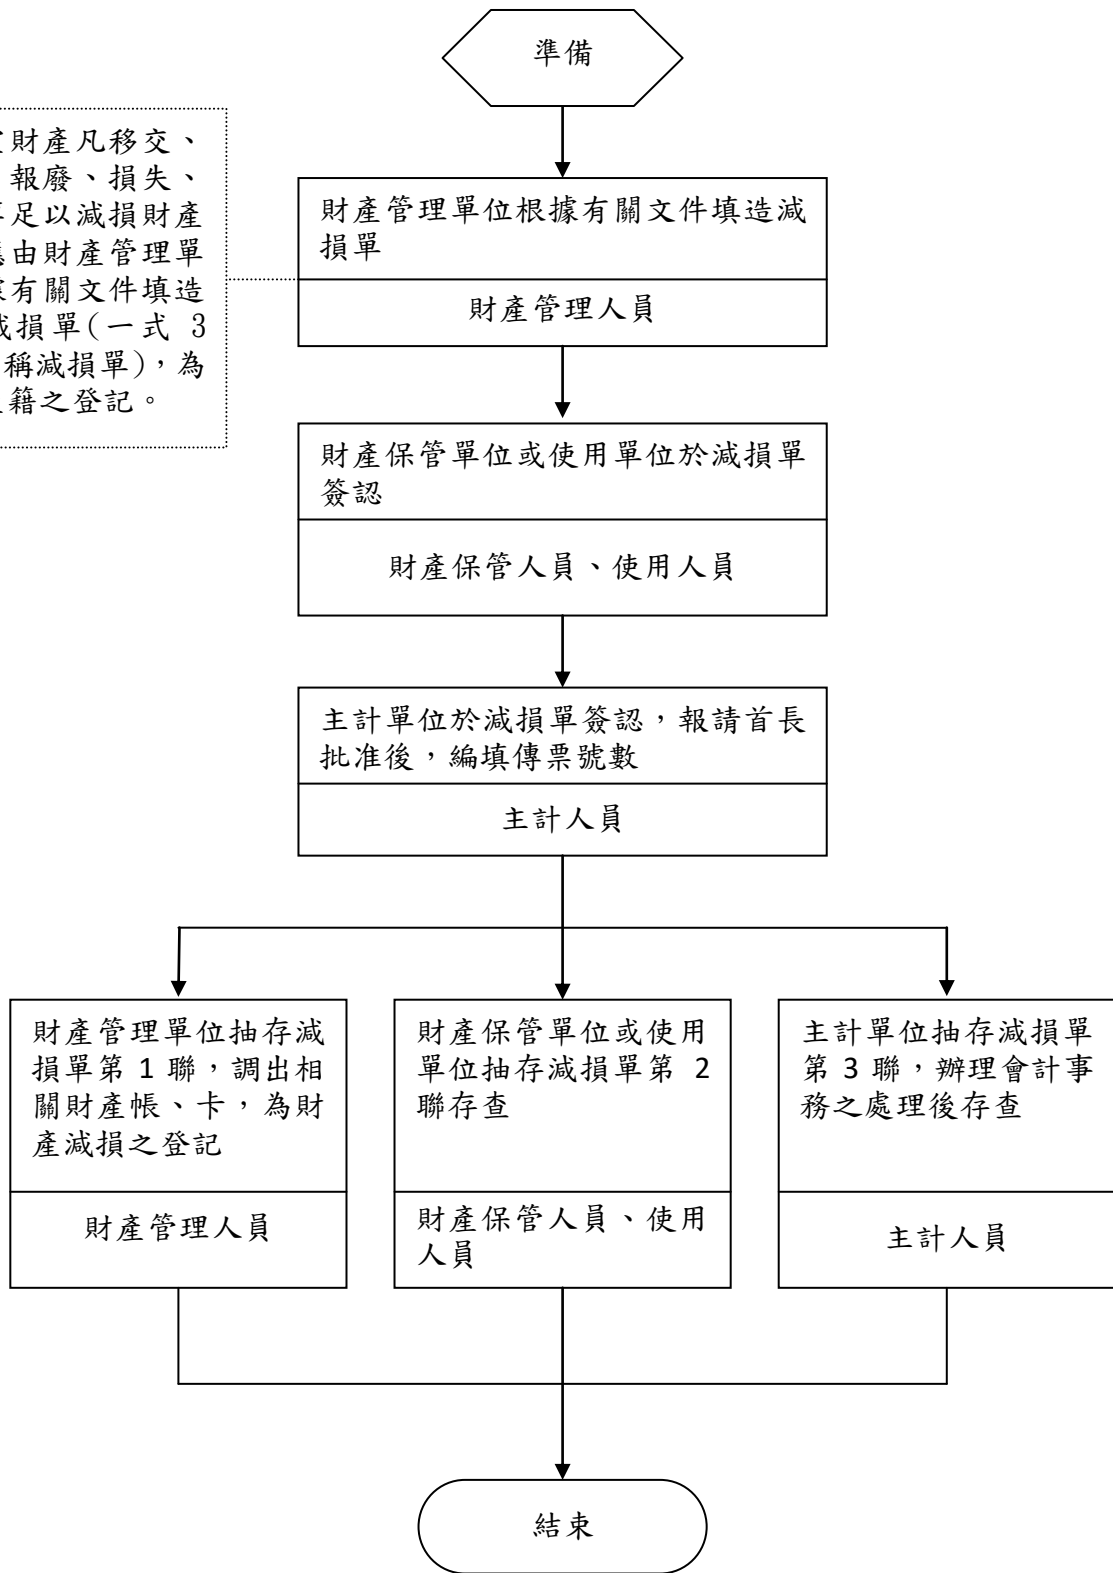 準備
財產凡移交、
報廢、損失、
足以減損財產
由財產管理單
有關文件填造
減損單(一式 3
稱減損單)，為
籍之登記。
財產管理單位根據有關文件填造減
損單
財產管理人員
財產保管單位或使用單位於減損單
簽認
財產保管人員、使用人員
主計單位於減損單簽認，報請首長
批准後，編填傳票號數
主計人員
財產管理單位抽存減
損單第 1 聯，調出相
關財產帳、卡，為財
產減損之登記
財產管理人員
財產保管單位或使用
單位抽存減損單第 2
聯存查
財產保管人員、使用
人員
主計單位抽存減損單
第 3 聯，辦理會計事
務之處理後存查
主計人員
結束